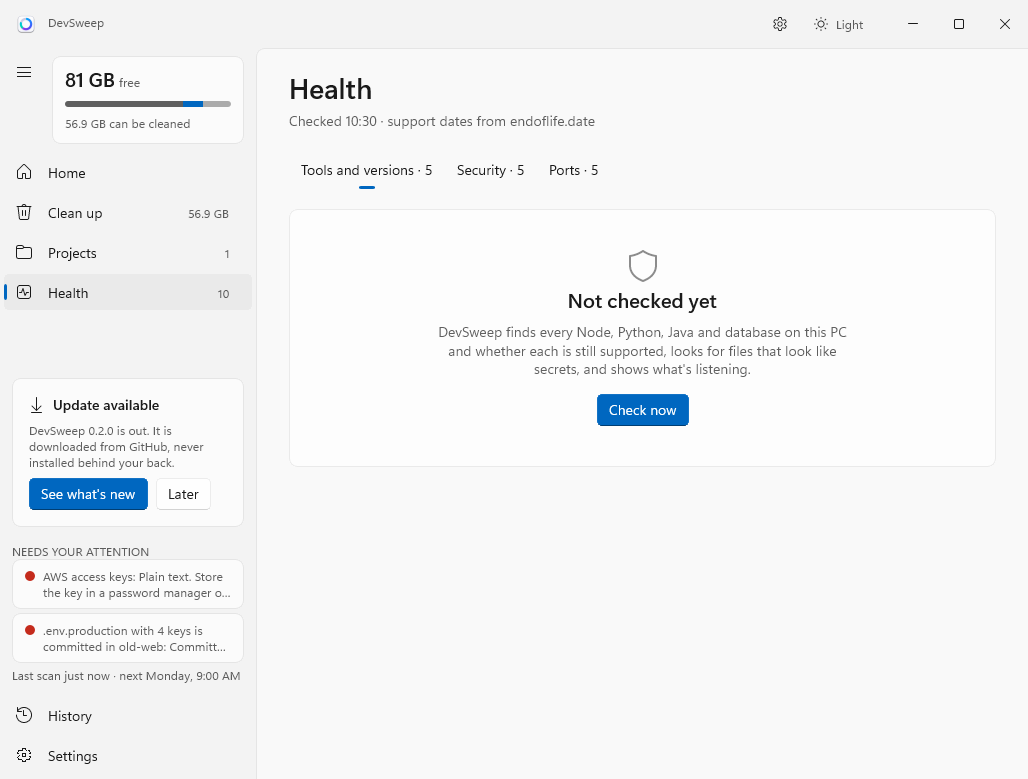 DevSweep
Light
81 GB free
56.9 GB can be cleaned
Home
Clean up 56.9 GB
Projects 1
Health 10
Update available
DevSweep 0.2.0 is out. It is
downloaded from GitHub, never
installed behind your back.
See what's new Later
NEEDS YOUR ATTENTION
AWS access keys: Plain text. Store
the key in a password manager o...
.env.production with 4 keys is
committed in old-web: Committ...
Last scan just now · next Monday, 9:00 AM
History
Settings
Health
Checked 10:30 · support dates from endoflife.date
Tools and versions · 5 Security · 5 Ports · 5
Not checked yet
DevSweep finds every Node, Python, Java and database on this PC
and whether each is still supported, looks for files that look like
secrets, and shows what's listening.
Check now